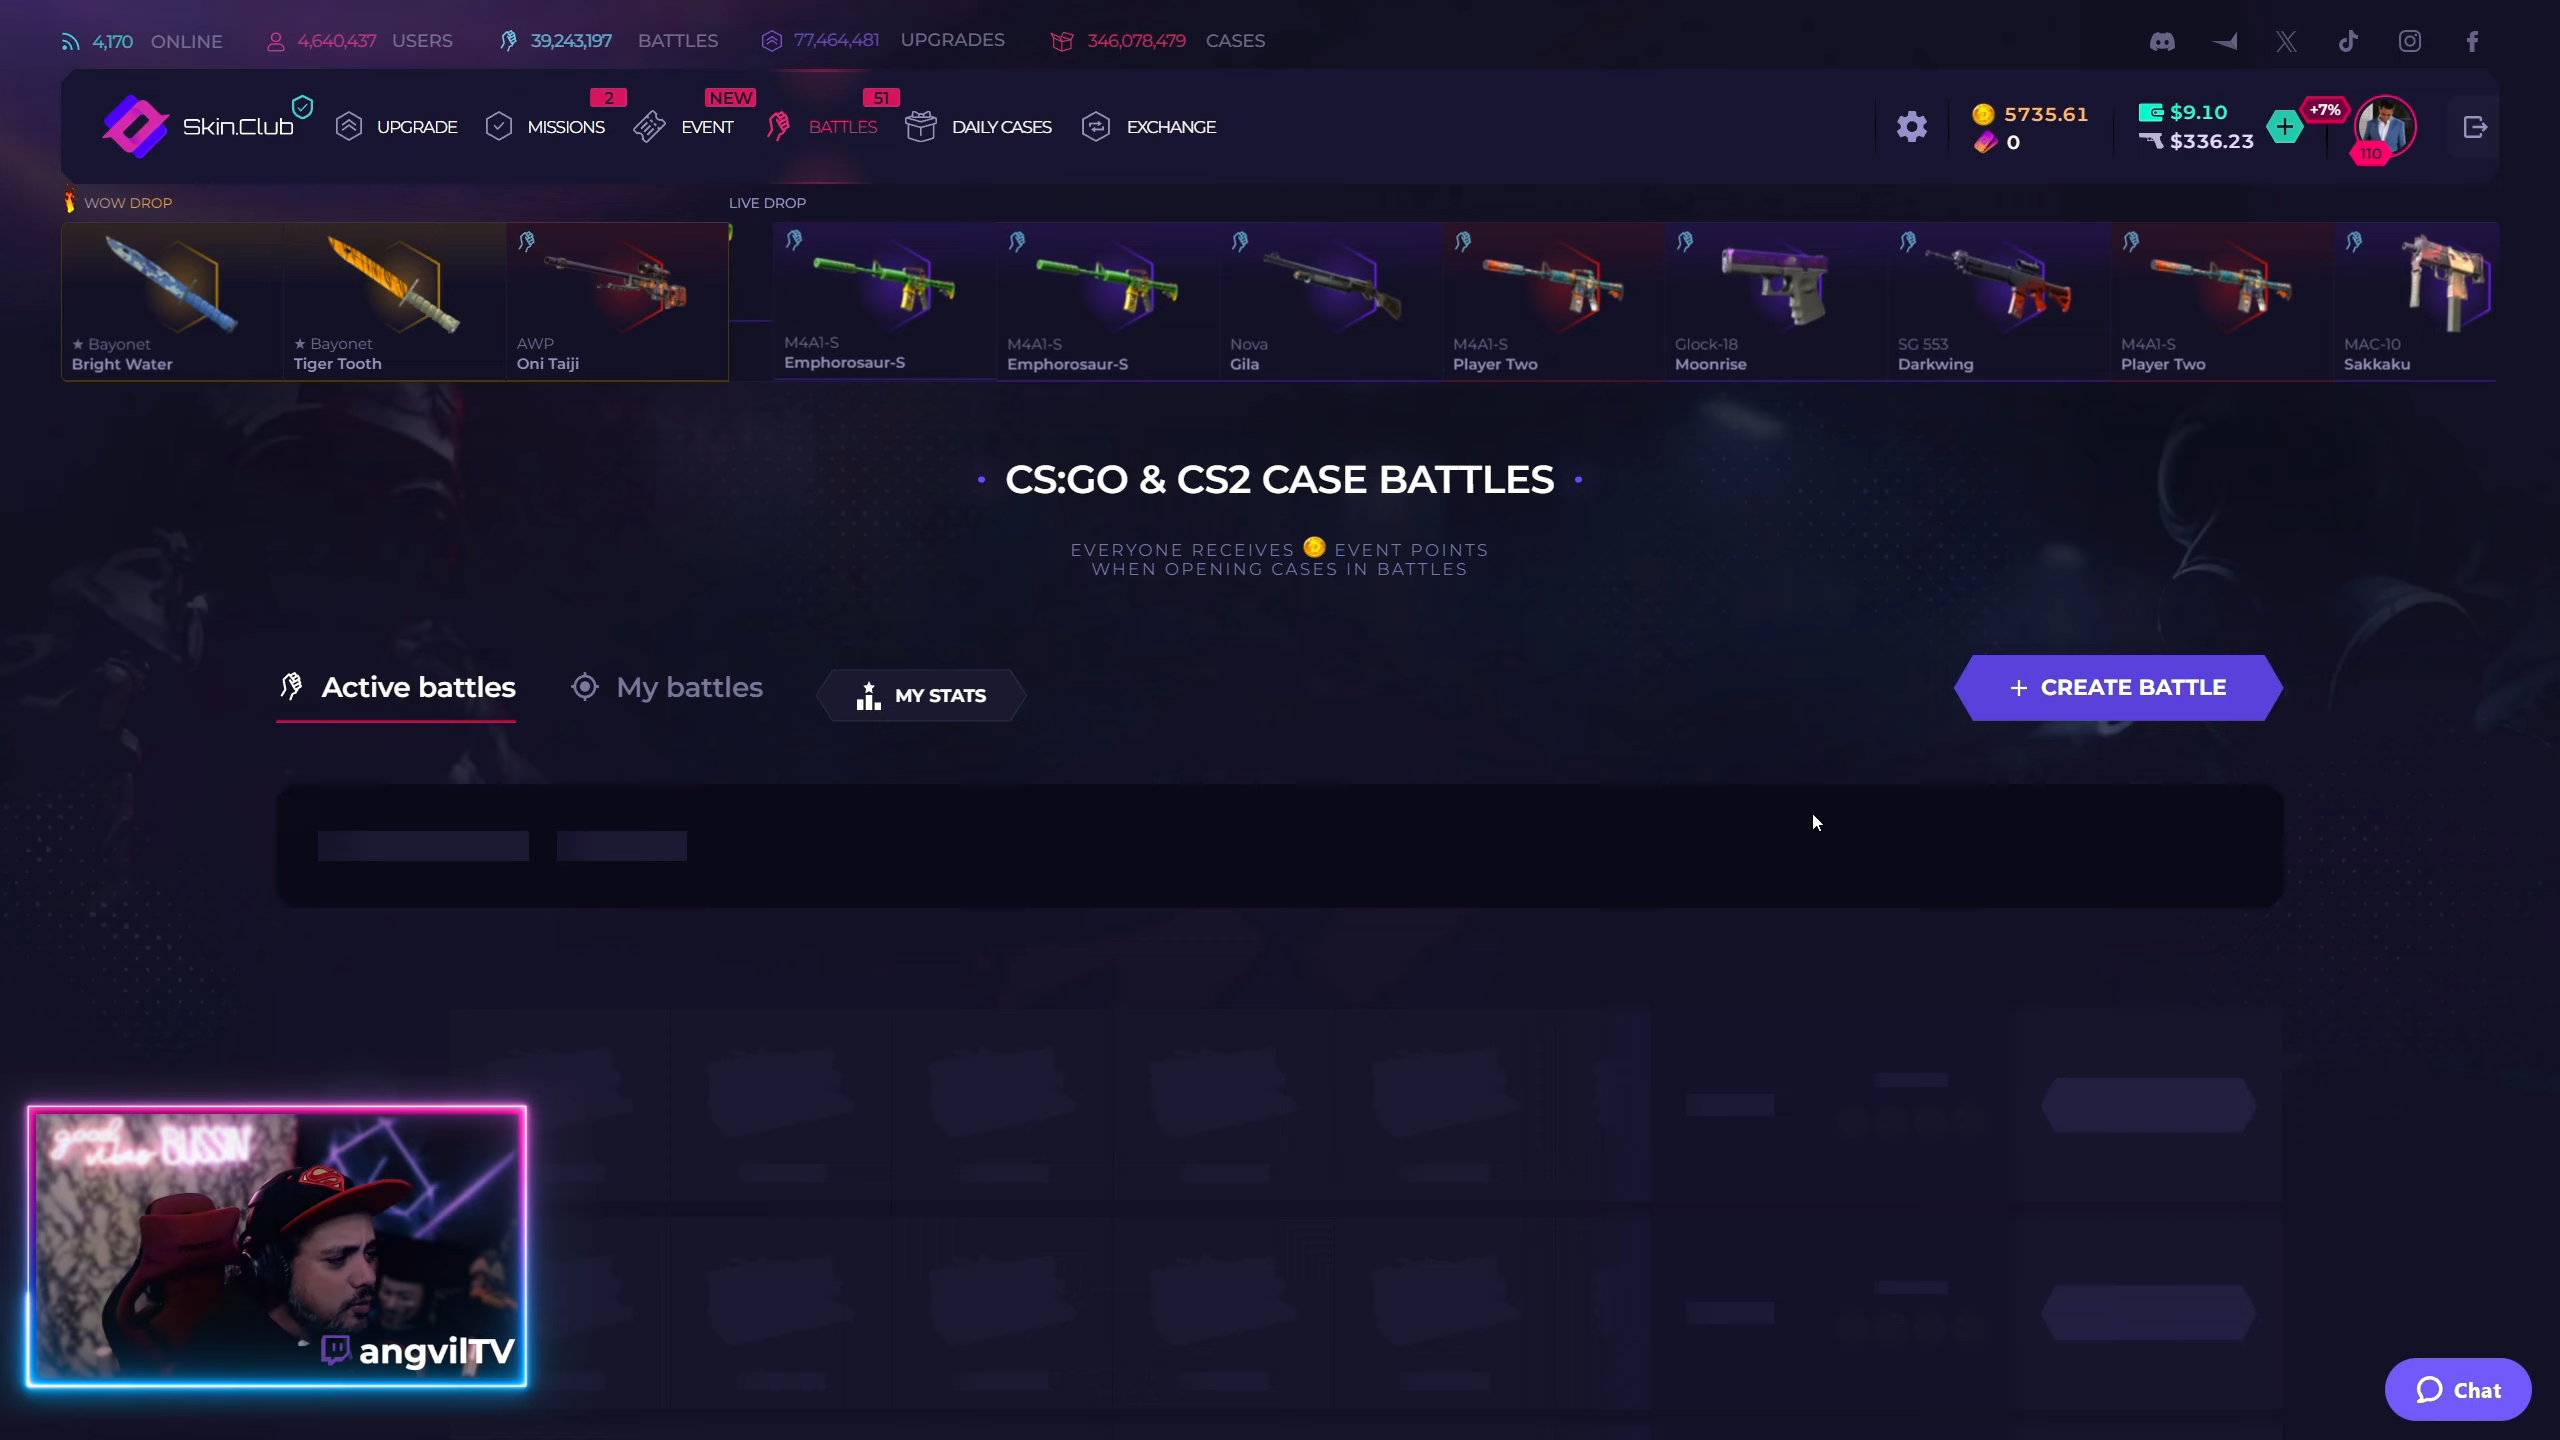 4,170 ONLINE 4,640,437 USERS 39,243,197 BATTLES 77,464,481 UPGRADES 346,078,479 CASES
Skin.Club UPGRADE 2 MISSIONS NEW EVENT 51 BATTLES DAILY CASES EXCHANGE
5735.61
0
$9.10
$336.23
+7%
110
WOW DROP
LIVE DROP
★ Bayonet
Bright Water
★ Bayonet
Tiger Tooth
AWP
Oni Taiji
M4A1-S
Emphorosaur-S
M4A1-S
Emphorosaur-S
Nova
Gila
M4A1-S
Player Two
Glock-18
Moonrise
SG 553
Darkwing
M4A1-S
Player Two
MAC-10
Sakkaku
CS:GO & CS2 CASE BATTLES
EVERYONE RECEIVES EVENT POINTS
WHEN OPENING CASES IN BATTLES
Active battles
My battles
MY STATS
+ CREATE BATTLE
good
BUSSIN'
angvilTV
Chat